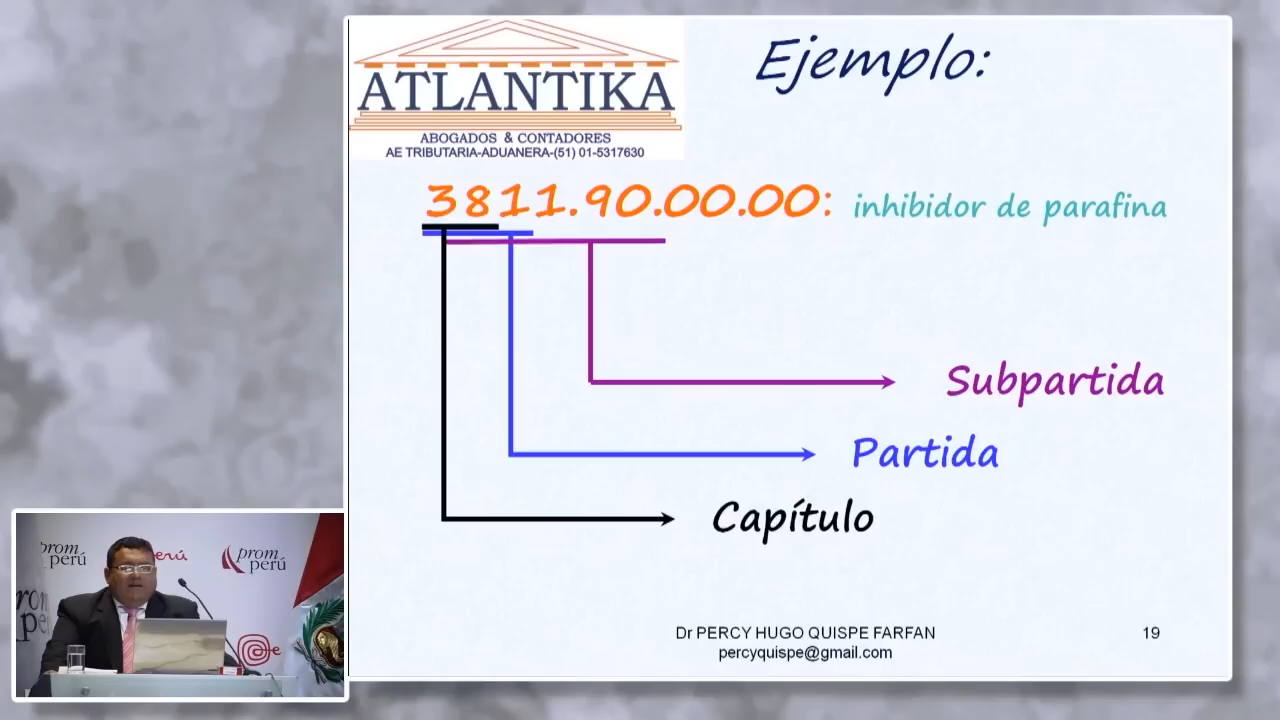 ATLANTIKA
ABOGADOS & CONTADORES
AE TRIBUTARIA-ADUANERA-(51) 01-5317630
Ejemplo:
3811.90.00.00: inhibidor de parafina
Subpartida
Partida
Capítulo
prom
perú
perú
prom
perú
Dr PERCY HUGO QUISPE FARFAN
percyquispe@gmail.com
19